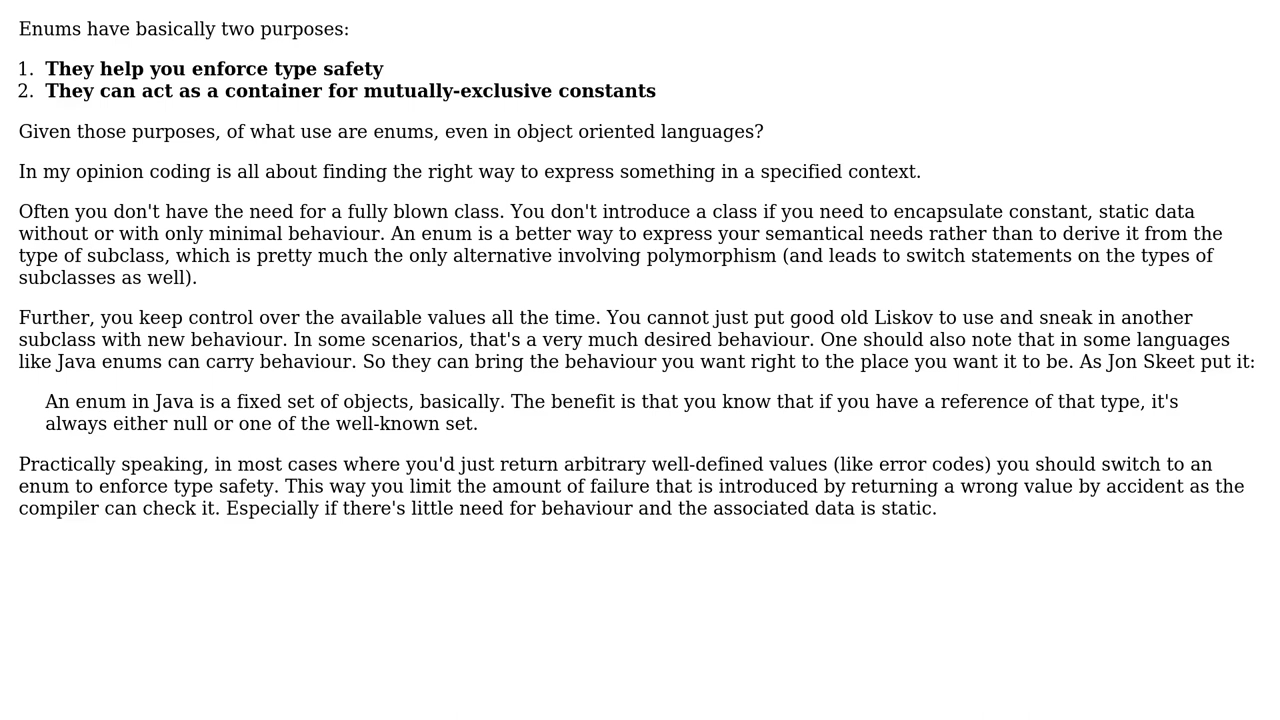 Enums have basically two purposes:
1. They help you enforce type safety
2. They can act as a container for mutually-exclusive constants
Given those purposes, of what use are enums, even in object oriented languages?
In my opinion coding is all about finding the right way to express something in a specified context.
Often you don't have the need for a fully blown class. You don't introduce a class if you need to encapsulate constant, static data
without or with only minimal behaviour. An enum is a better way to express your semantical needs rather than to derive it from the
type of subclass, which is pretty much the only alternative involving polymorphism (and leads to switch statements on the types of
subclasses as well).
Further, you keep control over the available values all the time. You cannot just put good old Liskov to use and sneak in another
subclass with new behaviour. In some scenarios, that's a very much desired behaviour. One should also note that in some languages
like Java enums can carry behaviour. So they can bring the behaviour you want right to the place you want it to be. As Jon Skeet put it:
An enum in Java is a fixed set of objects, basically. The benefit is that you know that if you have a reference of that type, it's
always either null or one of the well-known set.
Practically speaking, in most cases where you'd just return arbitrary well-defined values (like error codes) you should switch to an
enum to enforce type safety. This way you limit the amount of failure that is introduced by returning a wrong value by accident as the
compiler can check it. Especially if there's little need for behaviour and the associated data is static.